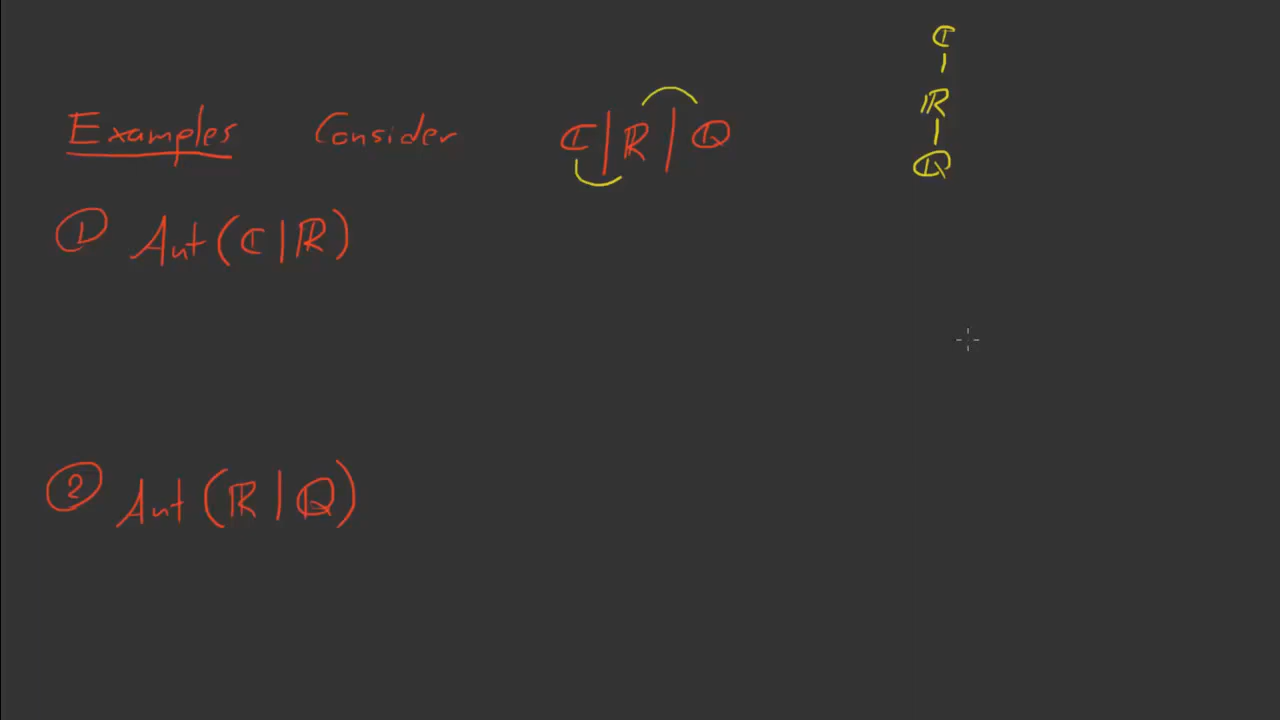 Examples Consider ℂ | ℝ | ℚ
① Aut (ℂ | ℝ)
② Aut (ℝ | ℚ)
ℂ
ℝ
ℚ